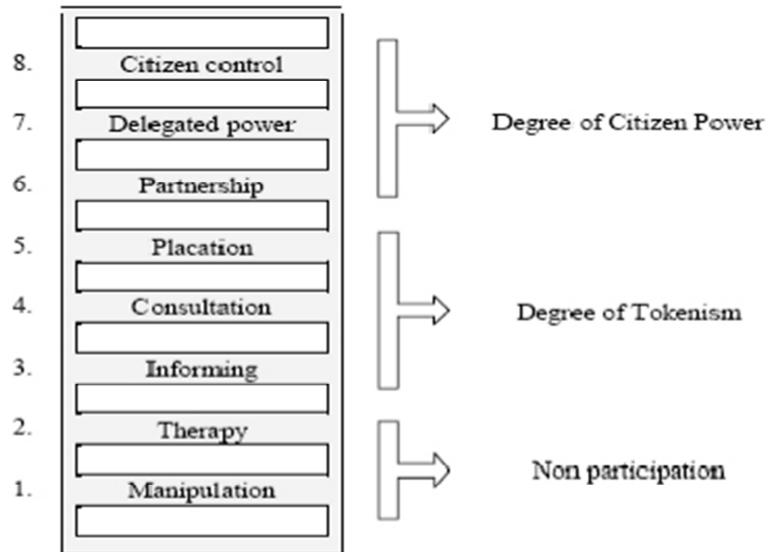 8. Citizen control
7. Delegated power
Degree of Citizen Power
6. Partnership
5. Placation
4. Consultation
Degree of Tokenism
3. Informing
2. Therapy
Non participation
1. Manipulation